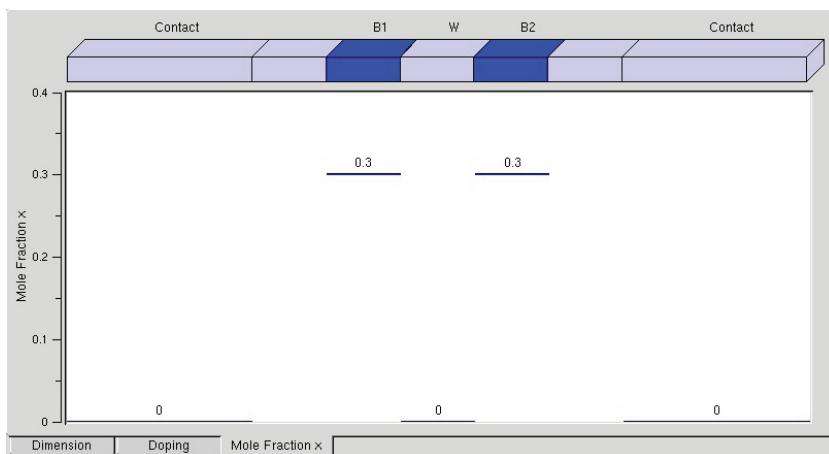 Contact B1 W B2 Contact
0.4
0.3 0.3
0.3
0.2
0.1
0 0 0
0
Mole Fraction x
Dimension Doping Mole Fraction x